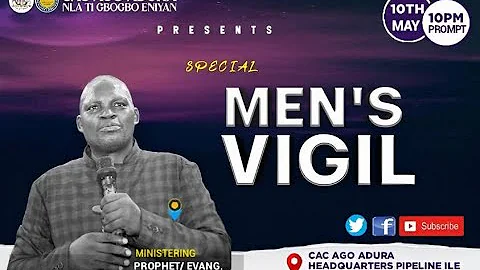 NLA TI GBOGBO ENIYAN
PRESENTS
10TH
MAY
10PM
PROMPT
SPECIAL
MEN'S
VIGIL
Subscribe
MINISTERING
PROPHET/ EVANG.
CAC AGO ADURA
HEADQUARTERS PIPELINE ILE